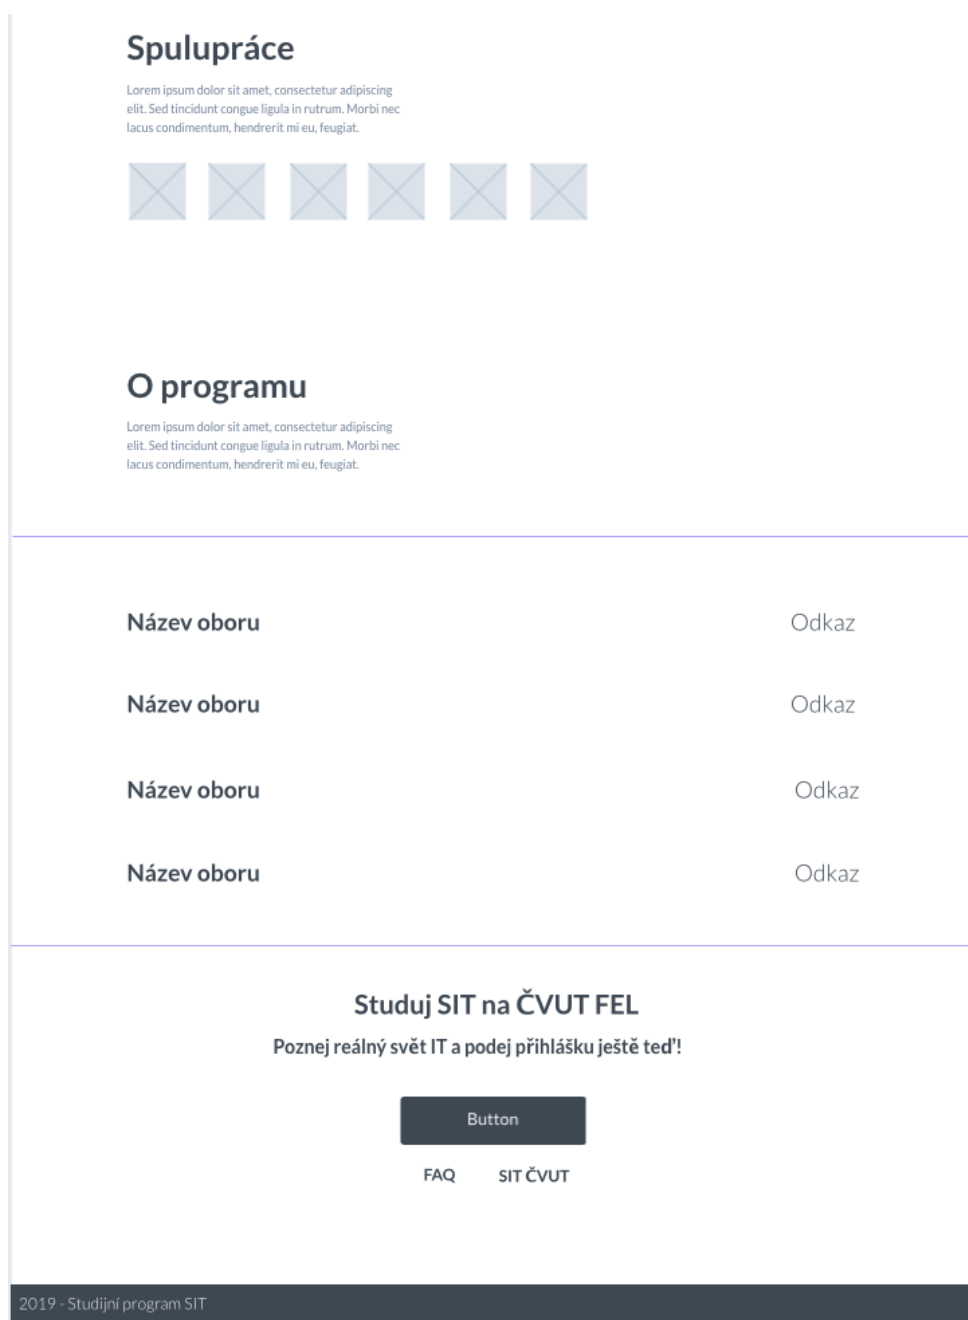 Spulupráce
Lorem ipsum dolor sit amet, consectetur adipiscing
elit. Sed tincidunt congue ligula in rutrum. Morbi nec
lacus condimentum, hendrerit mi eu, feugiat.
O programu
Lorem ipsum dolor sit amet, consectetur adipiscing
elit. Sed tincidunt congue ligula in rutrum. Morbi nec
lacus condimentum, hendrerit mi eu, feugiat.
Název oboru Odkaz
Název oboru Odkaz
Název oboru Odkaz
Název oboru Odkaz
Studuj SIT na ČVUT FEL
Poznej reálný svět IT a podej přihlášku ještě teď!
Button
FAQ SIT ČVUT
2019 - Studijní program SIT